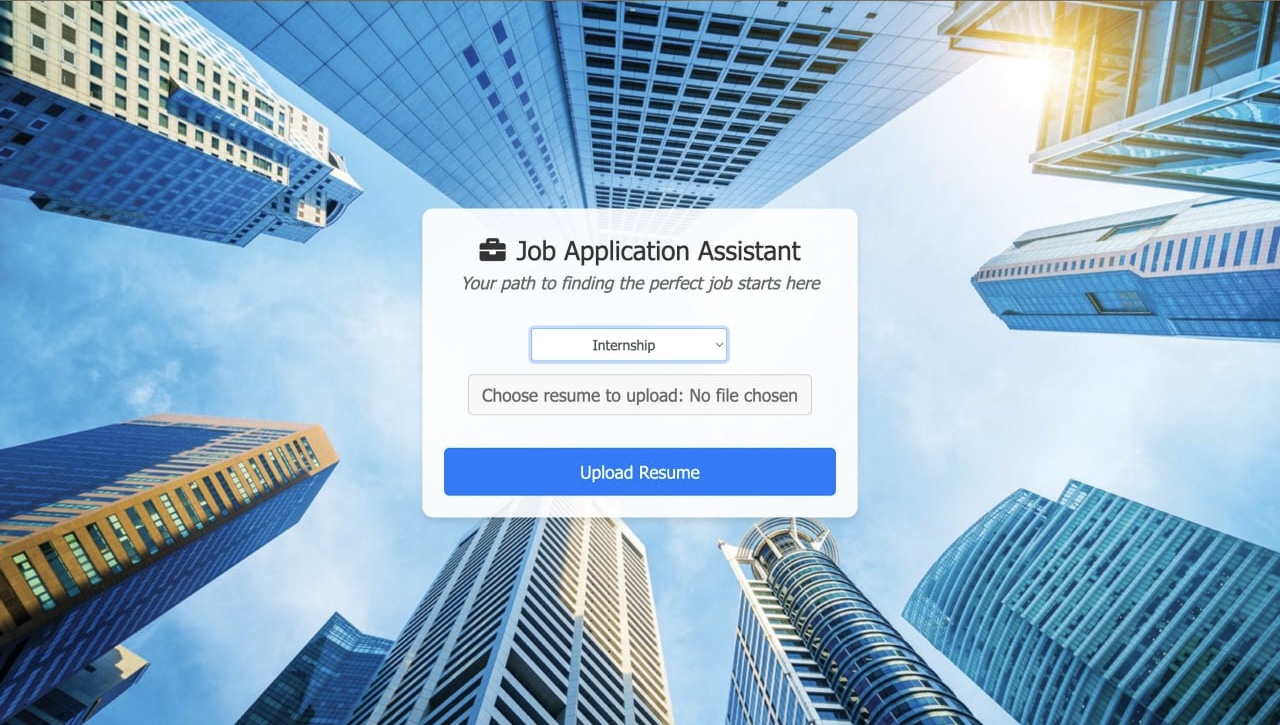 Job Application Assistant
Your path to finding the perfect job starts here
Internship
Choose resume to upload: No file chosen
Upload Resume